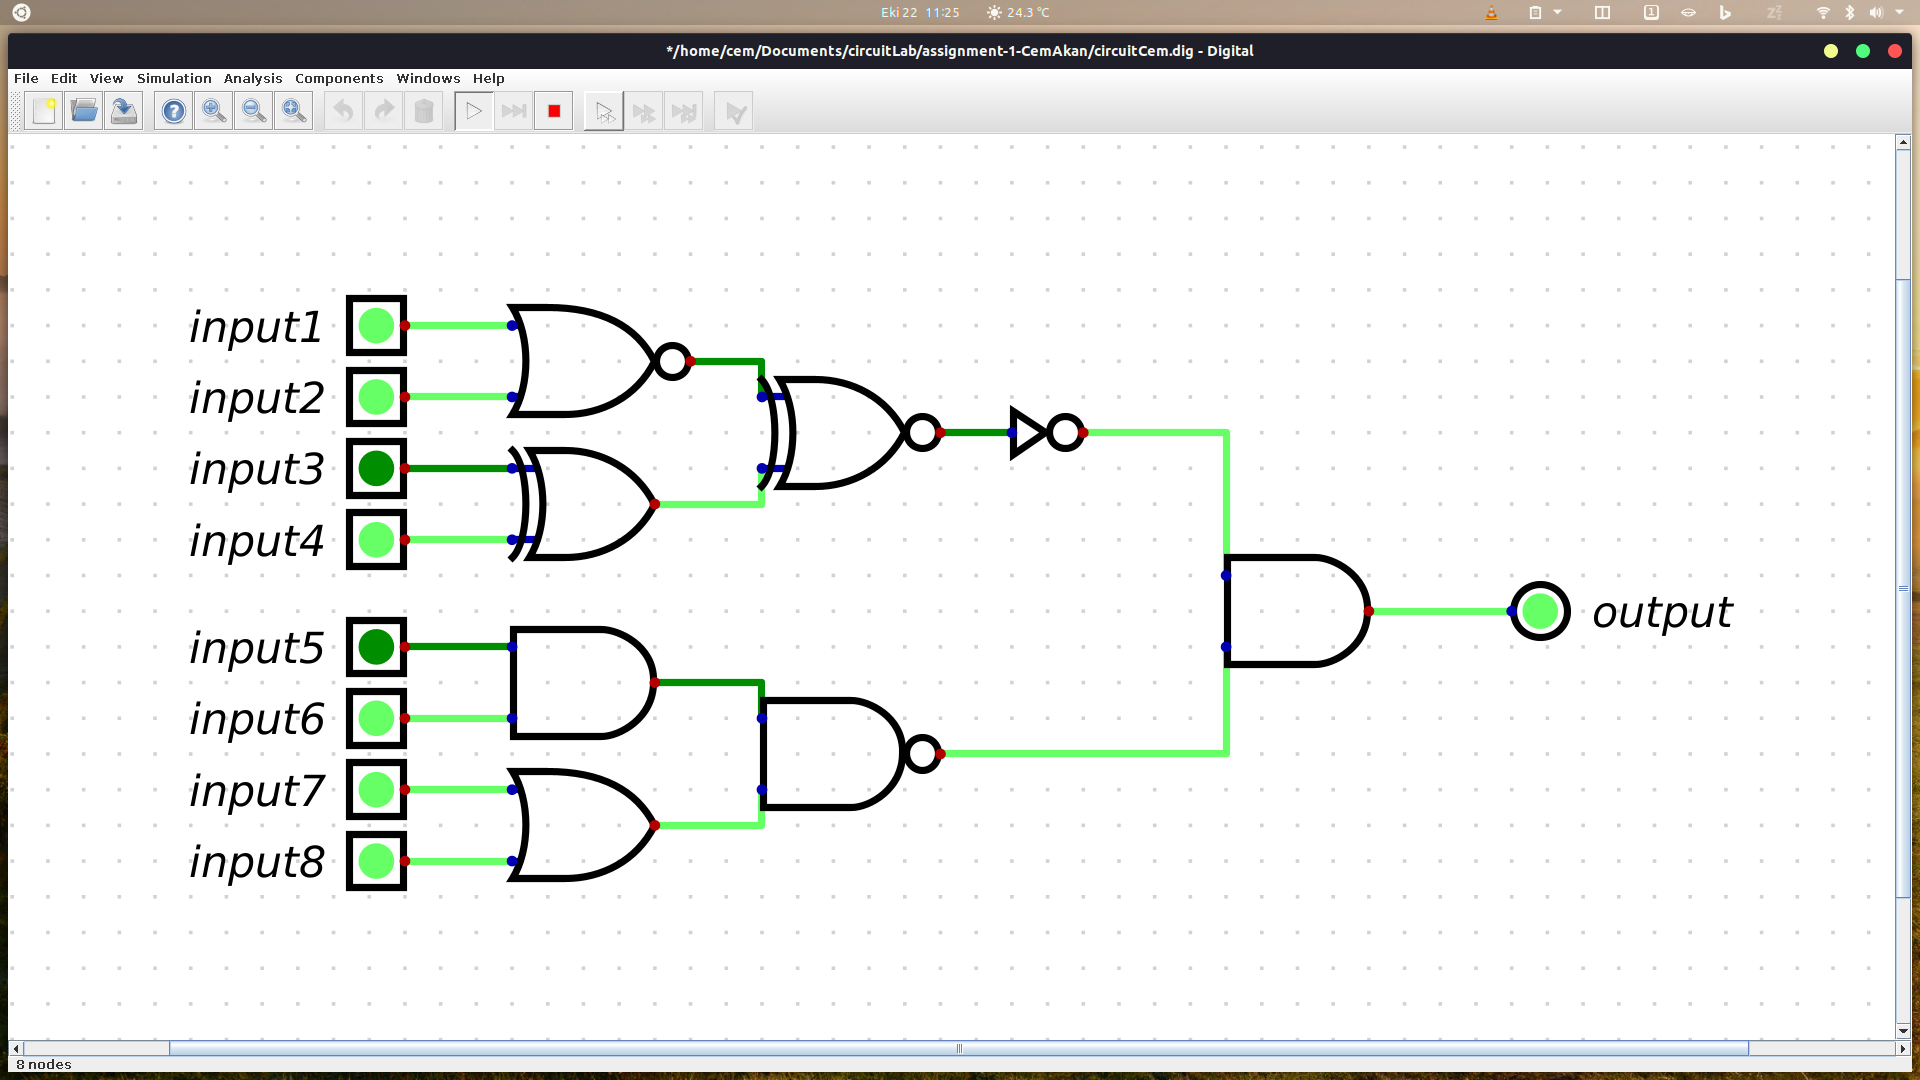 Eki 22 11:25 24.3 °C 1
*/home/cem/Documents/circuitLab/assignment-1-CemAkan/circuitCem.dig - Digital
File Edit View Simulation Analysis Components Windows Help
input1
input2
input3
input4
input5
output
input6
input7
input8
8 nodes